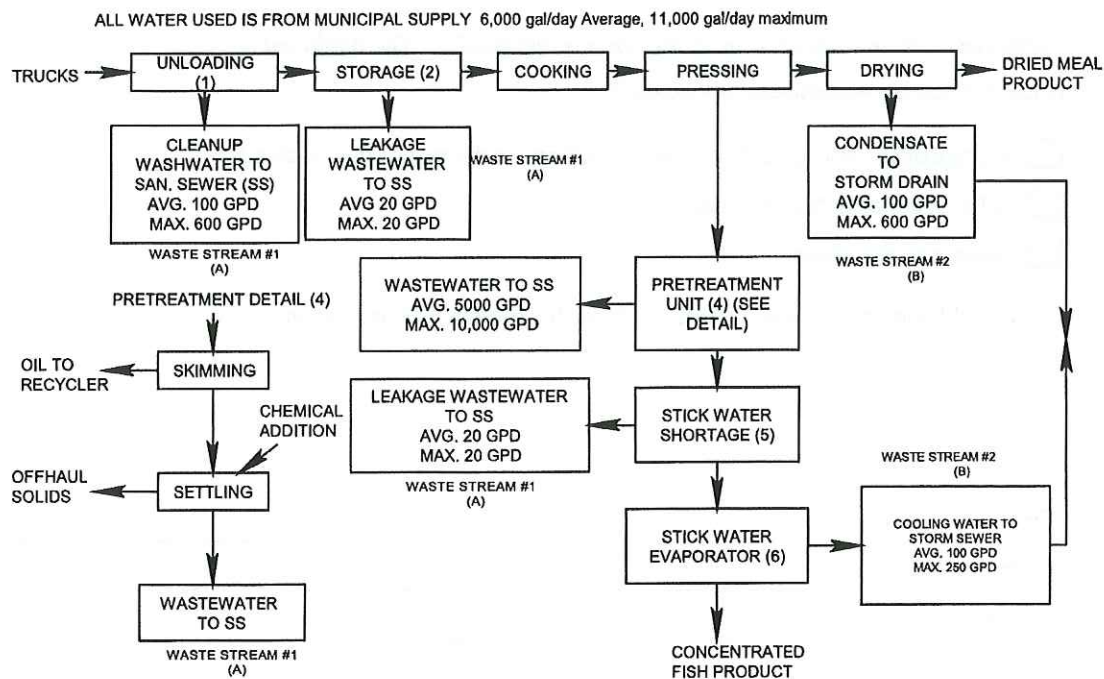 ALL WATER USED IS FROM MUNICIPAL SUPPLY 6,000 gal/day Average, 11,000 gal/day maximum
TRUCKS
UNLOADING
(1)
STORAGE (2)
COOKING
PRESSING
DRYING
DRIED MEAL
PRODUCT
CLEANUP
WASHWATER TO
SAN. SEWER (SS)
AVG. 100 GPD
MAX. 600 GPD
WASTE STREAM #1
(A)
LEAKAGE
WASTEWATER
TO SS
AVG 20 GPD
MAX. 20 GPD
WASTE STREAM #1
(A)
CONDENSATE
TO
STORM DRAIN
AVG. 100 GPD
MAX. 600 GPD
WASTE STREAM #2
(B)
PRETREATMENT DETAIL (4)
OIL TO
RECYCLER
SKIMMING
CHEMICAL
ADDITION
OFFHAUL
SOLIDS
SETTLING
WASTEWATER
TO SS
WASTE STREAM #1
(A)
WASTEWATER TO SS
AVG. 5000 GPD
MAX. 10,000 GPD
PRETREATMENT
UNIT (4) (SEE
DETAIL)
LEAKAGE WASTEWATER
TO SS
AVG. 20 GPD
MAX. 20 GPD
WASTE STREAM #1
(A)
STICK WATER
SHORTAGE (5)
STICK WATER
EVAPORATOR (6)
WASTE STREAM #2
(B)
COOLING WATER TO
STORM SEWER
AVG. 100 GPD
MAX. 250 GPD
CONCENTRATED
FISH PRODUCT